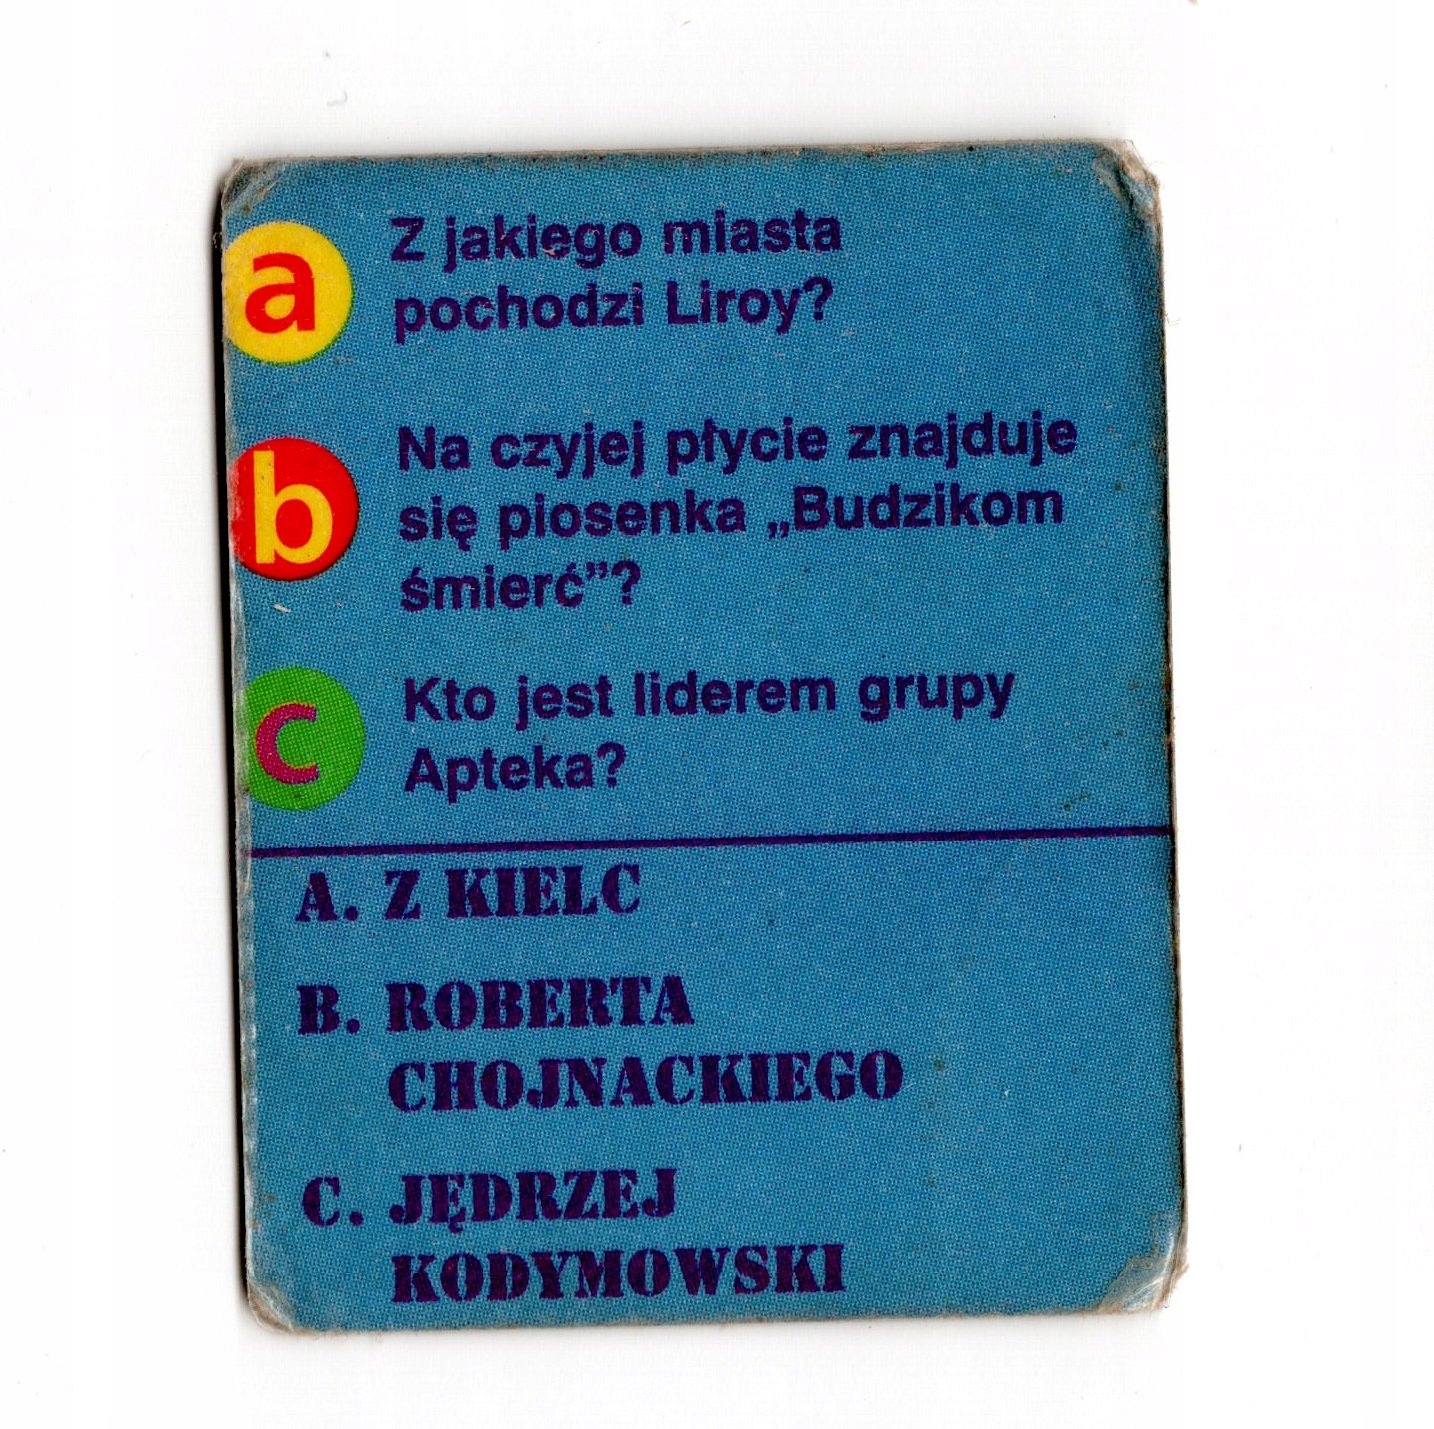 a Z jakiego miasta
pochodzi Liroy?
b Na czyjej płycie znajduje
się piosenka „Budzikom
śmierć”?
c Kto jest liderem grupy
Apteka?
A. Z KIELC
B. ROBERTA
CHOJNACKIEGO
C. JĘDRZEJ
KODYMOWSKI